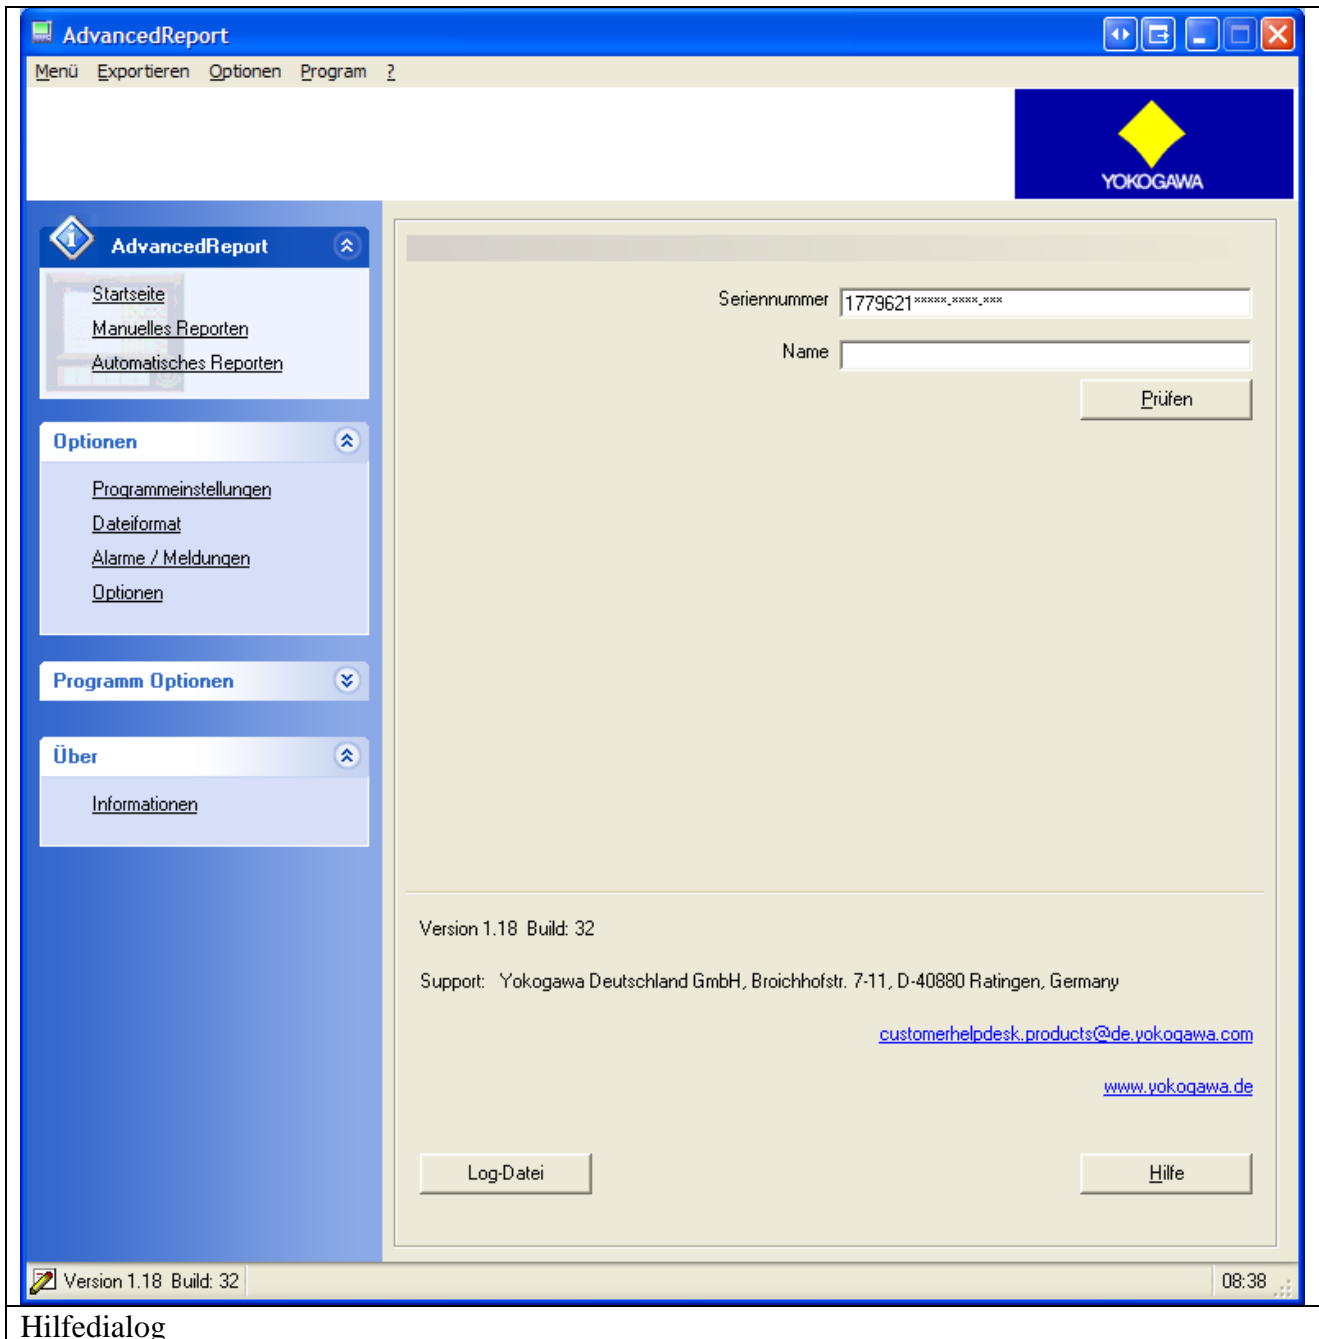 AdvancedReport
Menü Exportieren Optionen Program ?
YOKOGAWA
AdvancedReport
Startseite
Manuelles Reporten
Automatisches Reporten
Optionen
Programmeinstellungen
Dateiformat
Alarme / Meldungen
Optionen
Programm Optionen
Über
Informationen
Seriennummer 1779621*****-****-***
Name
Prüfen
Version 1.18 Build: 32
Support: Yokogawa Deutschland GmbH, Broichhofstr. 7-11, D-40880 Ratingen, Germany
customerhelpdesk.products@de.yokogawa.com
www.yokogawa.de
Log-Datei Hilfe
Version 1.18 Build: 32 08:38
Hilfedialog